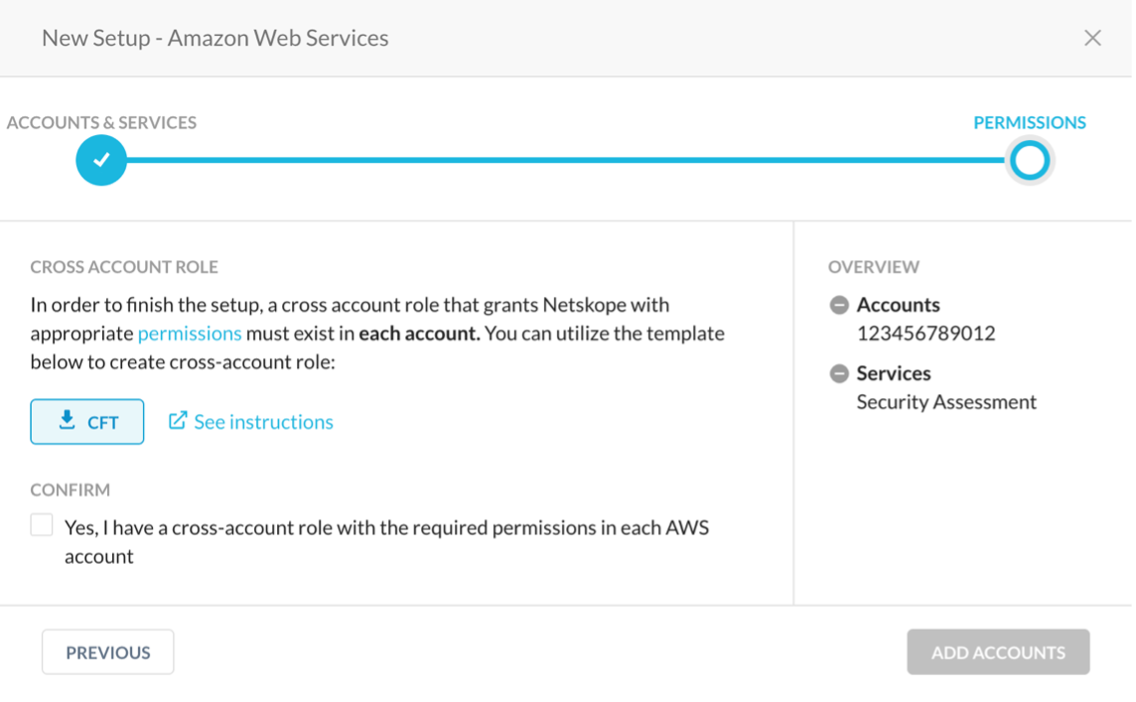 New Setup - Amazon Web Services
ACCOUNTS & SERVICES
PERMISSIONS
CROSS ACCOUNT ROLE
In order to finish the setup, a cross account role that grants Netskope with
appropriate permissions must exist in each account. You can utilize the template
below to create cross-account role:
CFT
See instructions
CONFIRM
Yes, I have a cross-account role with the required permissions in each AWS
account
OVERVIEW
Accounts
123456789012
Services
Security Assessment
PREVIOUS
ADD ACCOUNTS